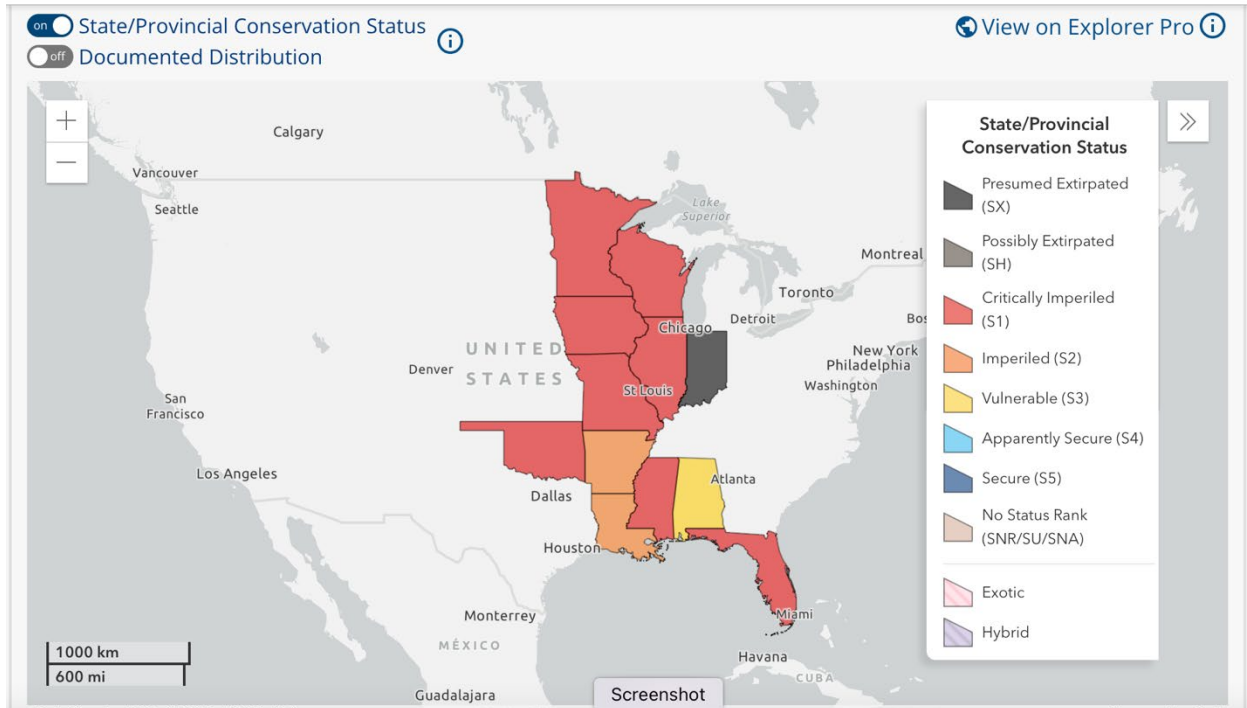 on State/Provincial Conservation Status
off Documented Distribution
View on Explorer Pro
+
−
Calgary
Vancouver
Seattle
Lake
Superior
Montreal
Toronto
Detroit
Chicago
Bos
New York
Philadelphia
Washington
UNITED
STATES
Denver
St Louis
San
Francisco
Los Angeles
Atlanta
Dallas
Houston
Monterrey
Miami
MÉXICO
Havana
CUBA
Guadalajara
1000 km
600 mi
Screenshot
State/Provincial
Conservation Status
Presumed Extirpated
(SX)
Possibly Extirpated
(SH)
Critically Imperiled
(S1)
Imperiled (S2)
Vulnerable (S3)
Apparently Secure (S4)
Secure (S5)
No Status Rank
(SNR/SU/SNA)
Exotic
Hybrid